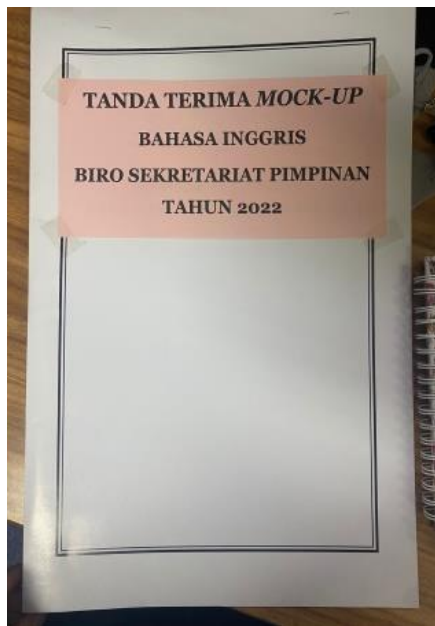 TANDA TERIMA MOCK-UP
BAHASA INGGRIS
BIRO SEKRETARIAT PIMPINAN
TAHUN 2022